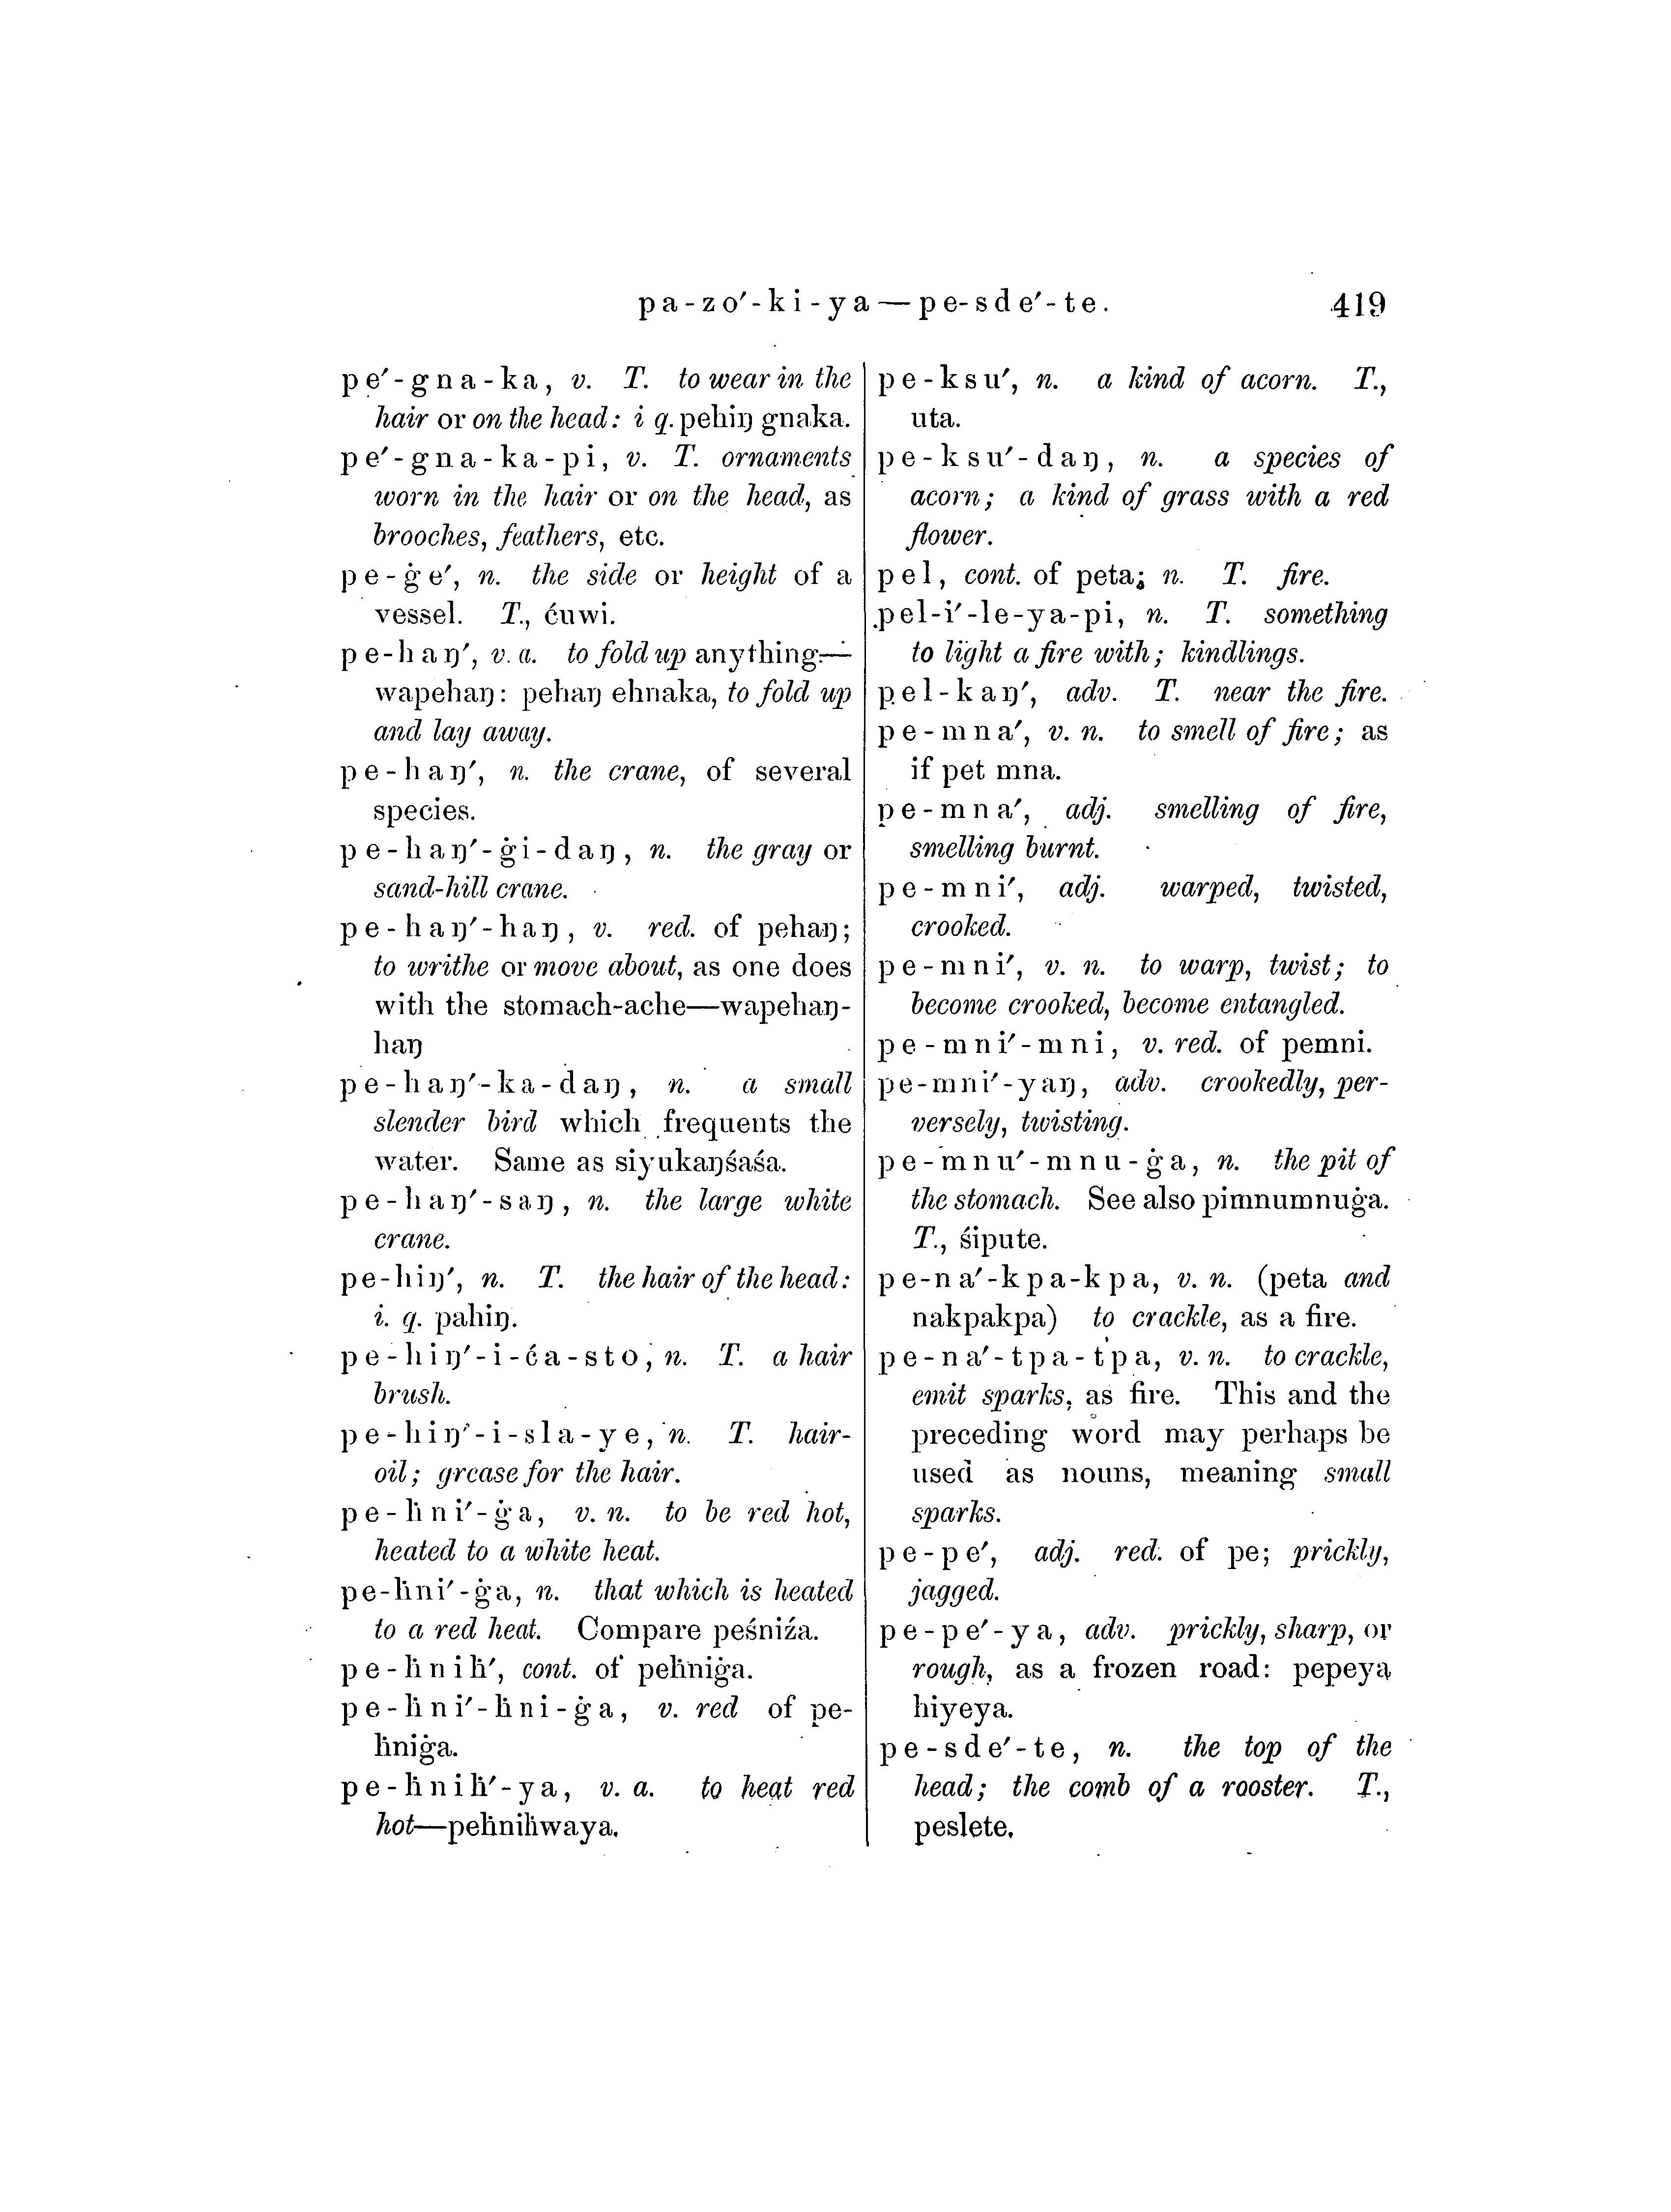 pa-zo′-ki-ya—pe-sde′-te. 419
pe′-gna-ka, v. T. to wear in the
hair or on the head: i q. pehiŋ gnaka.
pe′-gna-ka-pi, v. T. ornaments
worn in the hair or on the head, as
brooches, feathers, etc.
pe-ġe′, n. the side or height of a
vessel. T., ćuwi.
pe-haŋ′, v. a. to fold up anything—
wapehaŋ: pehaŋ ehnaka, to fold up
and lay away.
pe-haŋ′, n. the crane, of several
species.
pe-haŋ′-ġi-daŋ, n. the gray or
sand-hill crane.
pe-haŋ′-haŋ, v. red. of pehaŋ;
to writhe or move about, as one does
with the stomach-ache—wapehaŋ-
haŋ
pe-haŋ′-ka-daŋ, n. a small
slender bird which frequents the
water. Same as siyukaŋśaśa.
pe-haŋ′-saŋ, n. the large white
crane.
pe-hiŋ′, n. T. the hair of the head:
i. q. pahiŋ.
pe-hiŋ′-i-ća-sto, n. T. a hair
brush.
pe-hiŋ′-i-sla-ye, n. T. hair-
oil; grease for the hair.
pe-ḣni′-ġa, v. n. to be red hot,
heated to a white heat.
pe-ḣni′-ġa, n. that which is heated
to a red heat. Compare peśniźa.
pe-ḣniḣ′, cont. of peḣniġa.
pe-ḣni′-ḣni-ġa, v. red of pe-
ḣniġa.
pe-ḣniḣ′-ya, v. a. to heat red
hot—peḣniḣwaya.
pe-ksu′, n. a kind of acorn. T.,
uta.
pe-ksu′-daŋ, n. a species of
acorn; a kind of grass with a red
flower.
pel, cont. of peta; n. T. fire.
pel-i′-le-ya-pi, n. T. something
to light a fire with; kindlings.
pel-kaŋ′, adv. T. near the fire.
pe-mna′, v. n. to smell of fire; as
if pet mna.
pe-mna′, adj. smelling of fire,
smelling burnt.
pe-mni′, adj. warped, twisted,
crooked.
pe-mni′, v. n. to warp, twist; to
become crooked, become entangled.
pe-mni′-mni, v. red. of pemni.
pe-mni′-yaŋ, adv. crookedly, per-
versely, twisting.
pe-mnu′-mnu-ġa, n. the pit of
the stomach. See also pimnumnuġa.
T., śipute.
pe-na′-kpa-kpa, v. n. (peta and
nakpakpa) to crackle, as a fire.
pe-na′-tpa-tpa, v. n. to crackle,
emit sparks, as fire. This and the
preceding word may perhaps be
used as nouns, meaning small
sparks.
pe-pe′, adj. red. of pe; prickly,
jagged.
pe-pe′-ya, adv. prickly, sharp, or
rough, as a frozen road: pepeya
hiyeya.
pe-sde′-te, n. the top of the
head; the comb of a rooster. T.,
peslete.